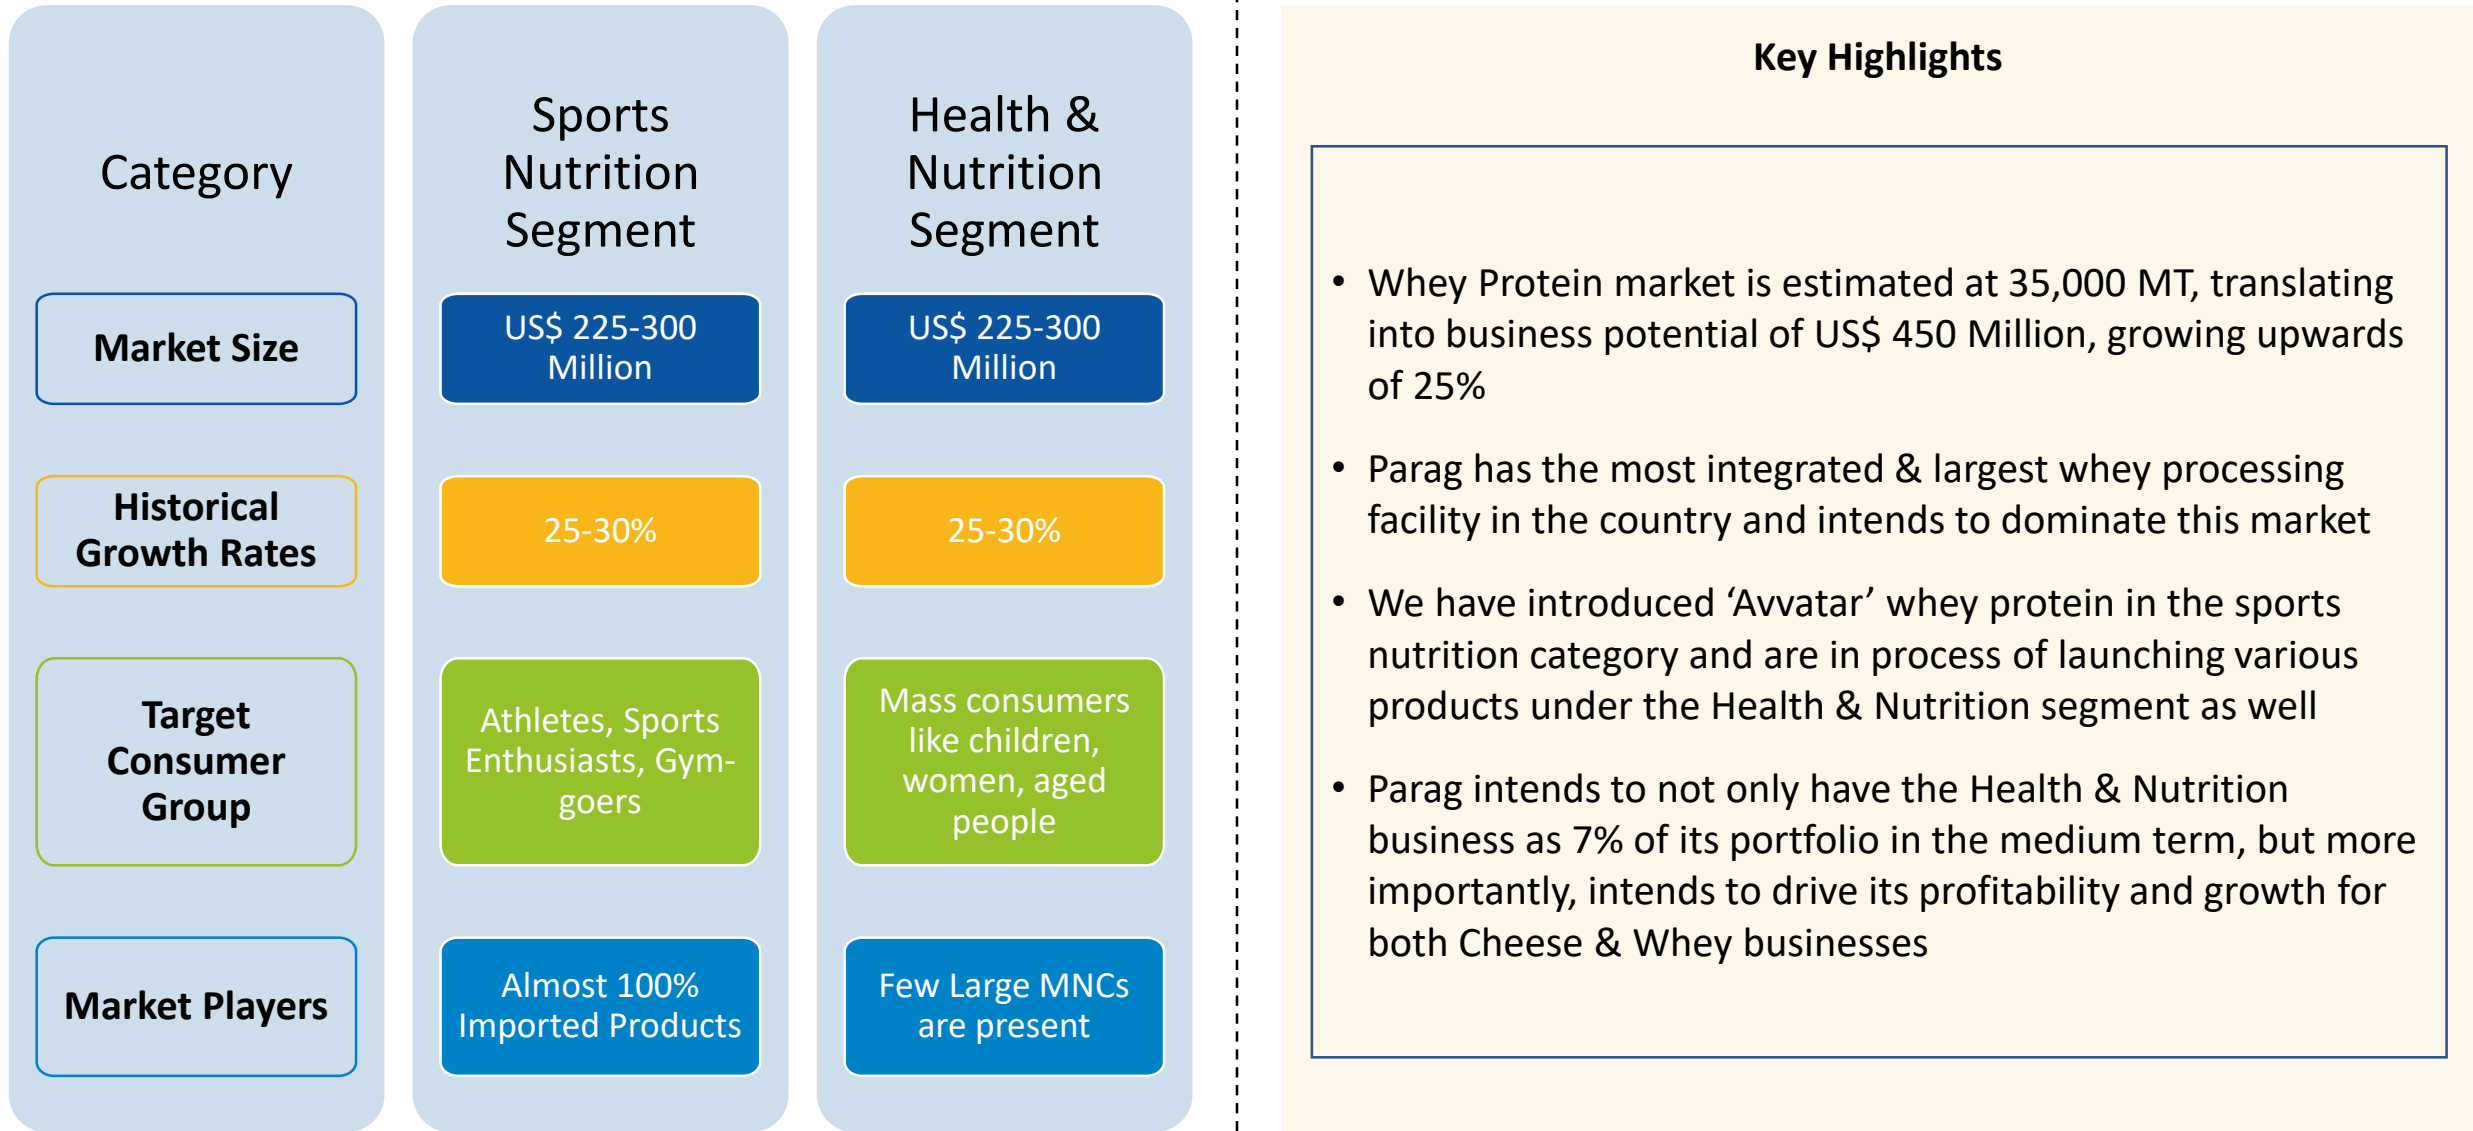 Category
Sports
Nutrition
Segment
Health &
Nutrition
Segment
Market Size
US$ 225-300
Million
US$ 225-300
Million
Historical
Growth Rates
25-30%
25-30%
Target
Consumer
Group
Athletes, Sports
Enthusiasts, Gym-
goers
Mass consumers
like children,
women, aged
people
Market Players
Almost 100%
Imported Products
Few Large MNCs
are present
Key Highlights
• Whey Protein market is estimated at 35,000 MT, translating
into business potential of US$ 450 Million, growing upwards
of 25%
• Parag has the most integrated & largest whey processing
facility in the country and intends to dominate this market
• We have introduced ‘Avvatar’ whey protein in the sports
nutrition category and are in process of launching various
products under the Health & Nutrition segment as well
• Parag intends to not only have the Health & Nutrition
business as 7% of its portfolio in the medium term, but more
importantly, intends to drive its profitability and growth for
both Cheese & Whey businesses